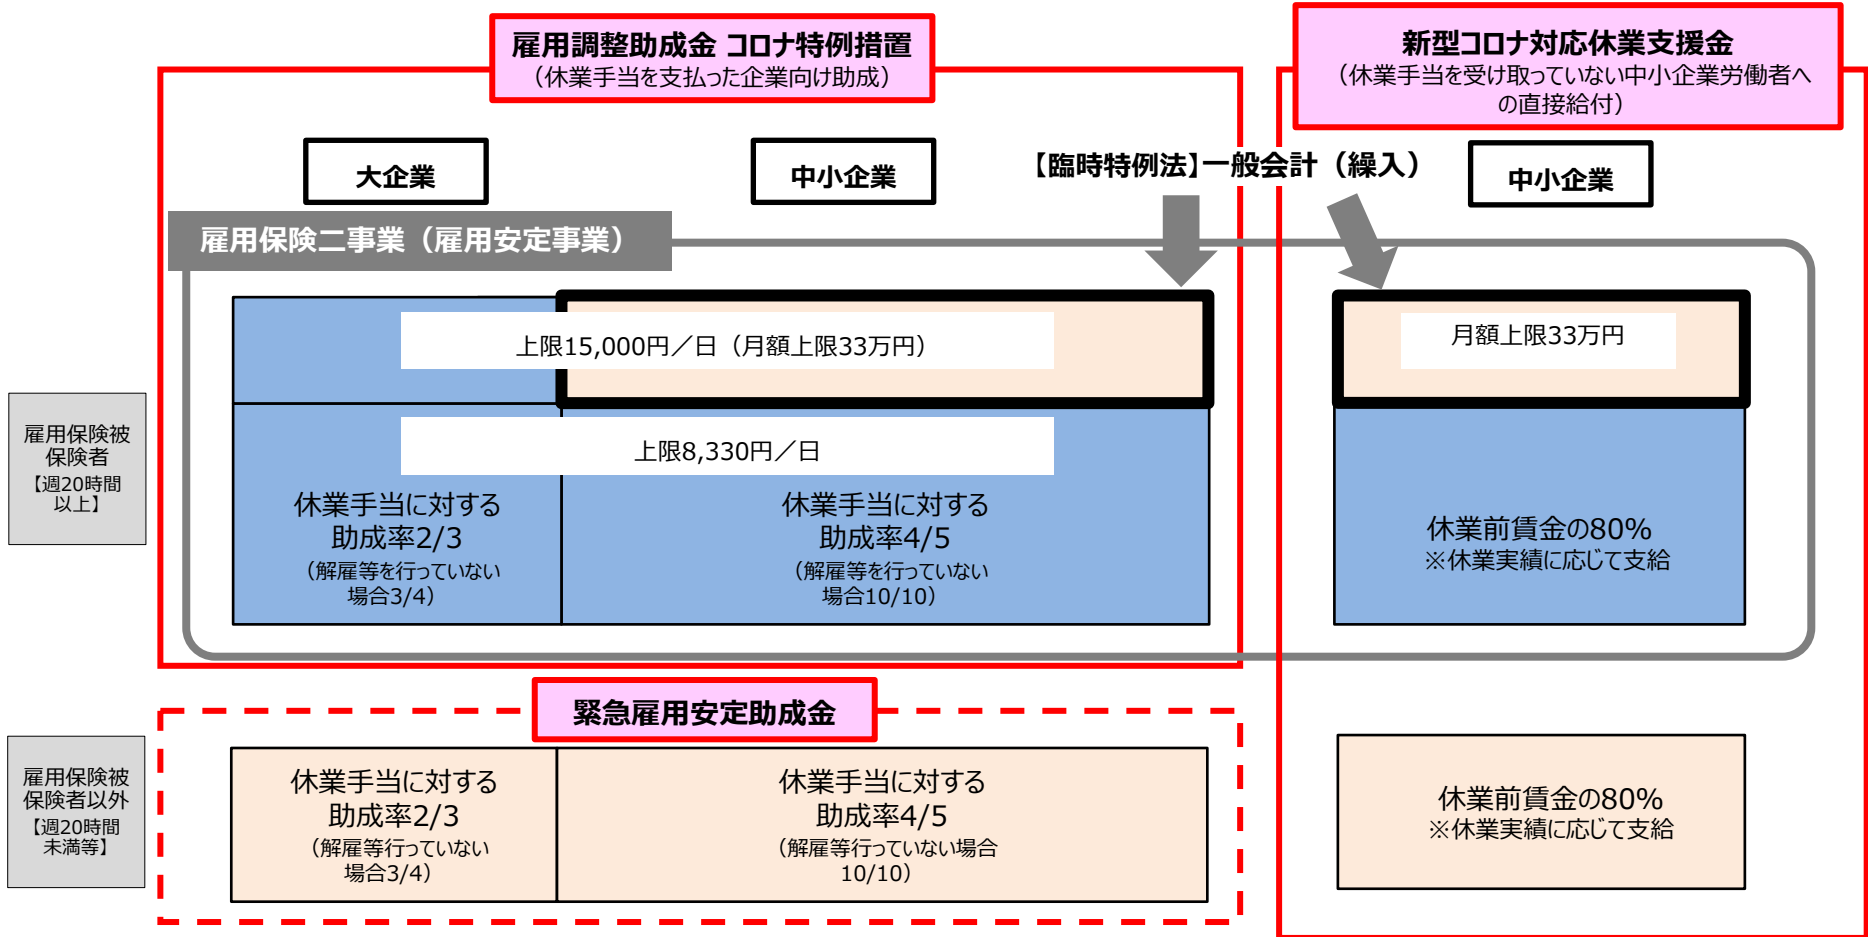 雇用調整助成金 コロナ特例措置
（休業手当を支払った企業向け助成）
新型コロナ対応休業支援金
（休業手当を受け取っていない中小企業労働者へ
の直接給付）
大企業
中小企業
【臨時特例法】一般会計（繰入）
中小企業
雇用保険二事業（雇用安定事業）
上限15,000円／日（月額上限33万円）
月額上限33万円
雇用保険被
保険者
【週20時間
以上】
上限8,330円／日
休業手当に対する
助成率2/3
（解雇等を行っていない
場合3/4）
休業手当に対する
助成率4/5
（解雇等を行っていない
場合10/10）
休業前賃金の80%
※休業実績に応じて支給
緊急雇用安定助成金
雇用保険被
保険者以外
【週20時間
未満等】
休業手当に対する
助成率2/3
（解雇等行っていない
場合3/4）
休業手当に対する
助成率4/5
（解雇等行っていない場合
10/10）
休業前賃金の80%
※休業実績に応じて支給